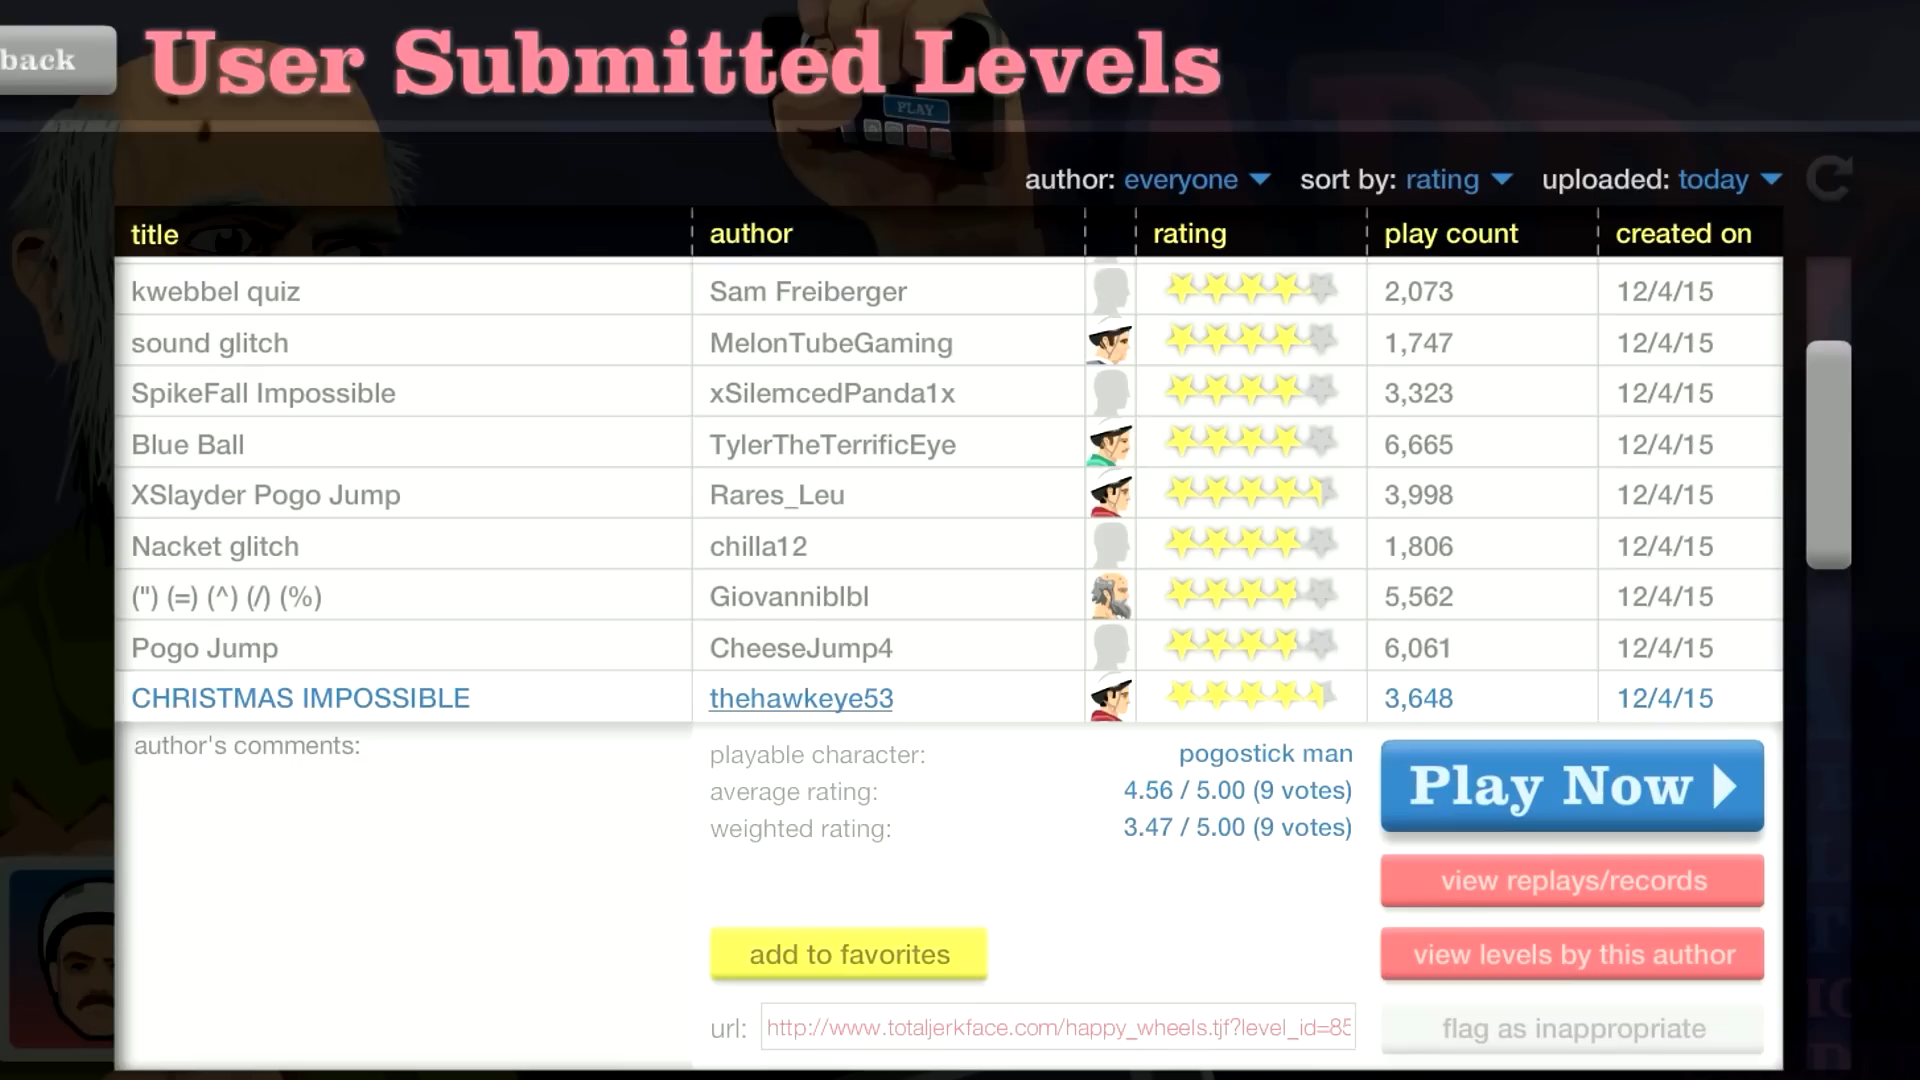 back
User Submitted Levels
PLAY
author: everyone sort by: rating uploaded: today
title author rating play count created on
kwebbel quiz Sam Freiberger 2,073 12/4/15
sound glitch MelonTubeGaming 1,747 12/4/15
SpikeFall Impossible xSilemcedPanda1x 3,323 12/4/15
Blue Ball TylerTheTerrificEye 6,665 12/4/15
XSlayder Pogo Jump Rares_Leu 3,998 12/4/15
Nacket glitch chilla12 1,806 12/4/15
(") (=) (^) (/) (%) Giovanniblbl 5,562 12/4/15
Pogo Jump CheeseJump4 6,061 12/4/15
CHRISTMAS IMPOSSIBLE thehawkeye53 3,648 12/4/15
author's comments:
playable character: pogostick man
average rating: 4.56 / 5.00 (9 votes)
weighted rating: 3.47 / 5.00 (9 votes)
Play Now
view replays/records
add to favorites
view levels by this author
url: http://www.totaljerkface.com/happy_wheels.tjf?level_id=85
flag as inappropriate